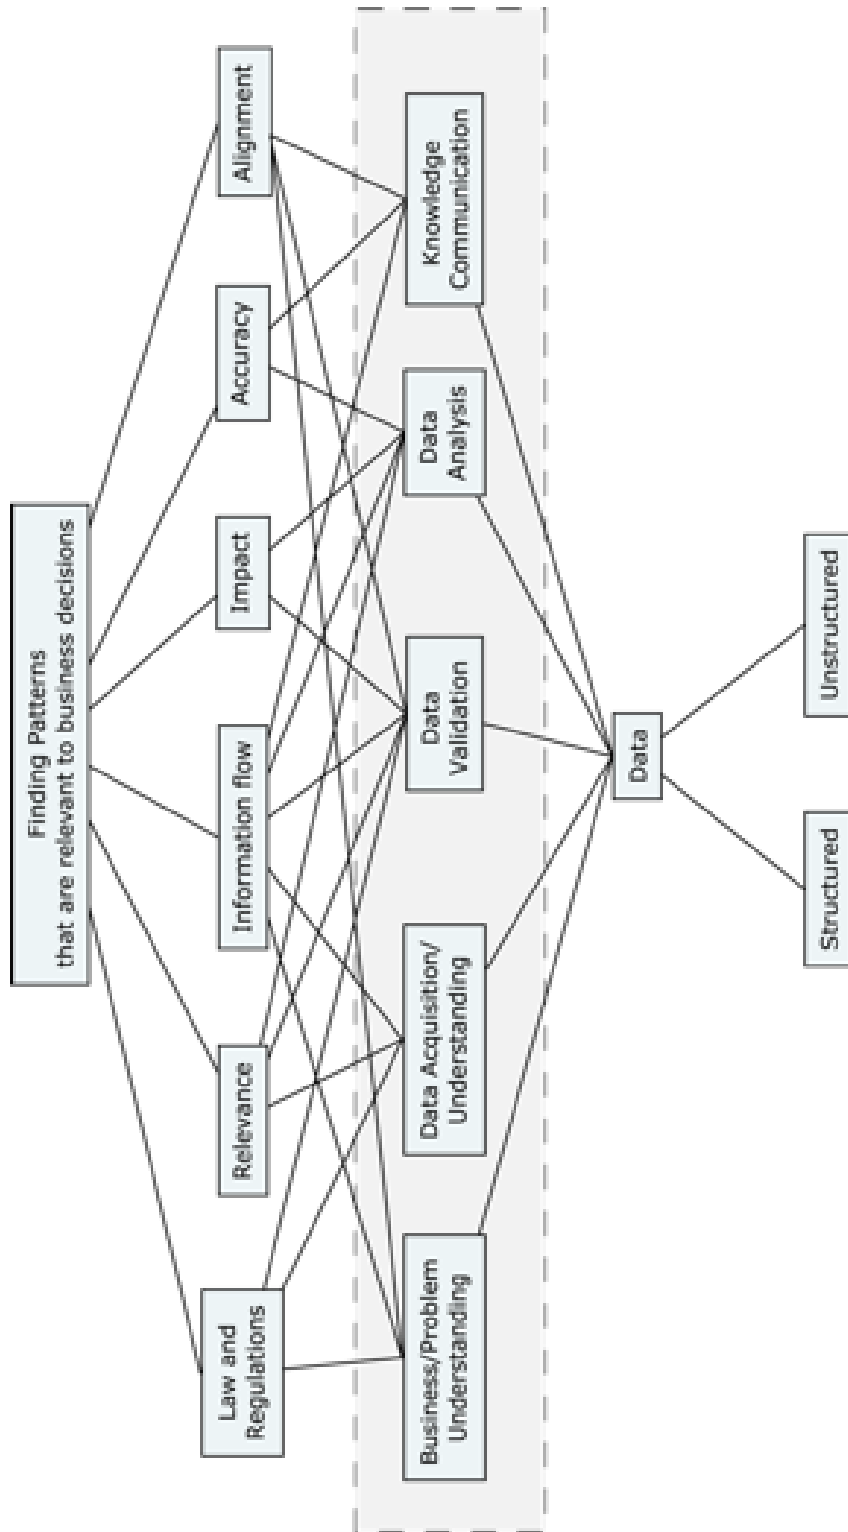 Finding Patterns
that are relevant to business decisions
Law and
Regulations
Relevance
Information flow
Impact
Accuracy
Alignment
Business/Problem
Understanding
Data Acquisition/
Understanding
Data
Validation
Data
Analysis
Knowledge
Communication
Data
Structured
Unstructured